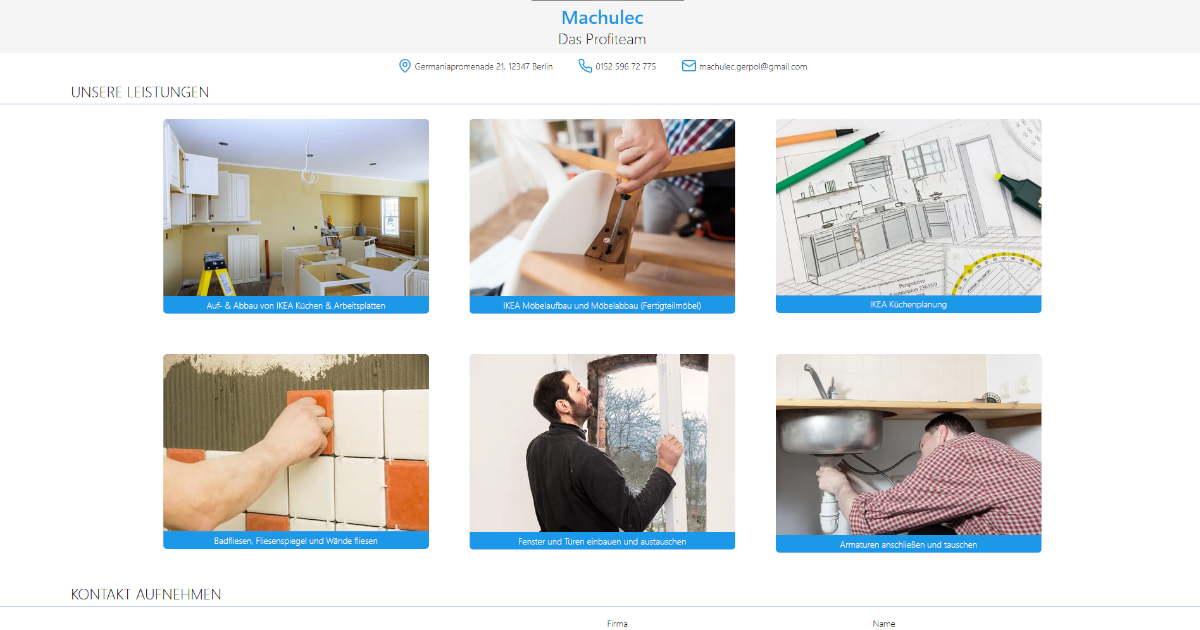 Machulec
Das Profiteam
Germaniapromenade 21, 12347 Berlin
0152 596 72 775
machulec.gerpol@gmail.com
UNSERE LEISTUNGEN
Auf- & Abbau von IKEA Küchen & Arbeitsplatten
IKEA Möbelaufbau und Möbelabbau (Fertigteilmöbel)
IKEA Küchenplanung
Badfliesen, Fliesenspiegel und Wände fliesen
Fenster und Türen einbauen und austauschen
Armaturen anschließen und tauschen
KONTAKT AUFNEHMEN
Firma
Name